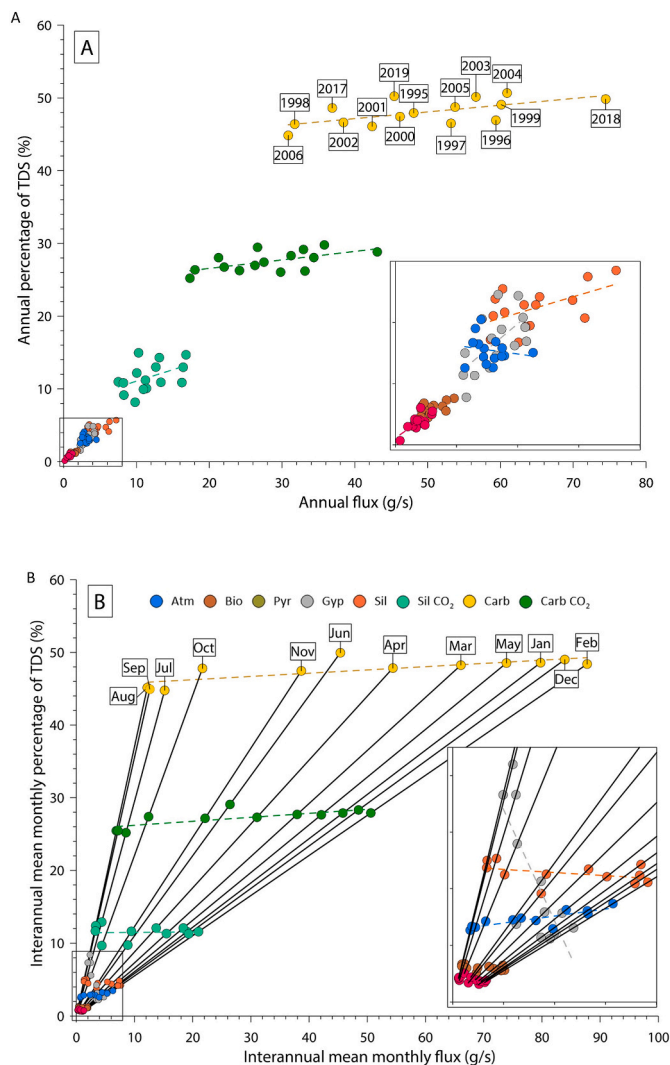 A
A
60
50
40
30
20
10
0
Annual percentage of TDS (%)
2019
1995
2003
2004
2017
1998
2001
2005
2006
2002
2000
1997
1996
1999
2018
0 10 20 30 40 50 60 70 80
Annual flux (g/s)
B
B
Atm Bio Pyr Gyp Sil Sil CO₂ Carb Carb CO₂
60
50
40
30
20
10
0
Interannual mean monthly percentage of TDS (%)
Aug
Sep
Jul
Oct
Nov
Jun
Apr
Mar
May
Jan
Dec
Feb
0 10 20 30 40 50 60 70 80 90 100
Interannual mean monthly flux (g/s)